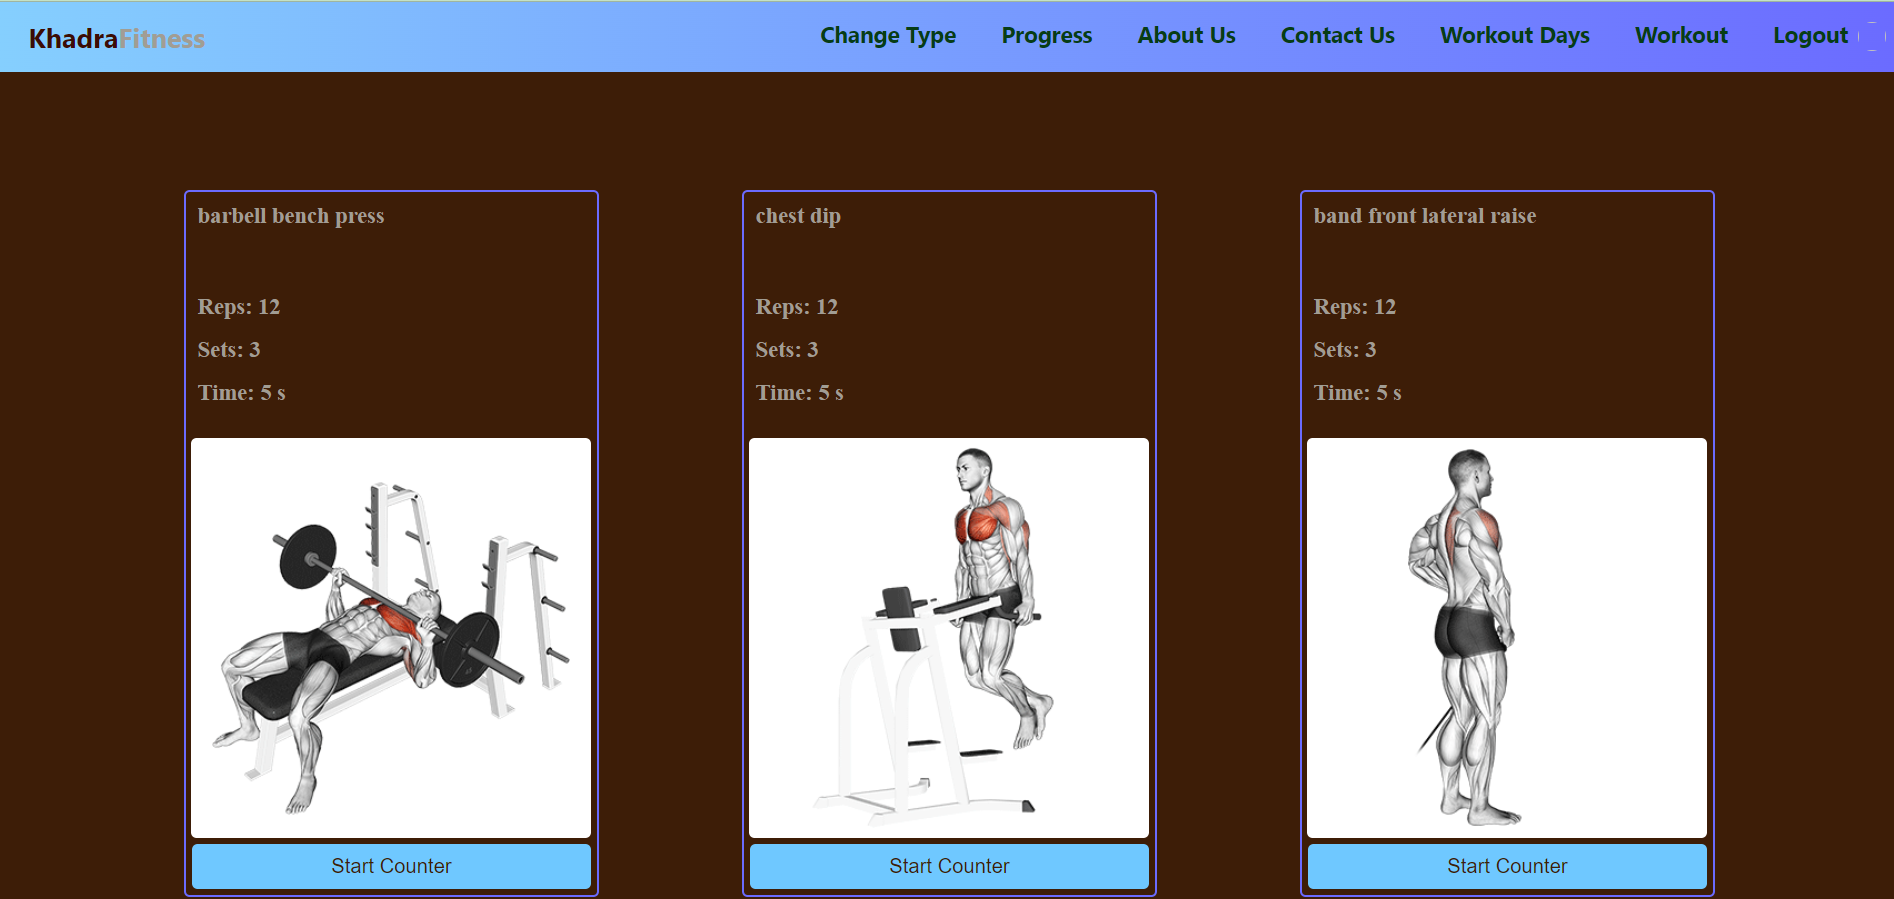 KhadraFitness
Change Type
Progress
About Us
Contact Us
Workout Days
Workout
Logout
barbell bench press
Reps: 12
Sets: 3
Time: 5 s
Start Counter
chest dip
Reps: 12
Sets: 3
Time: 5 s
Start Counter
band front lateral raise
Reps: 12
Sets: 3
Time: 5 s
Start Counter